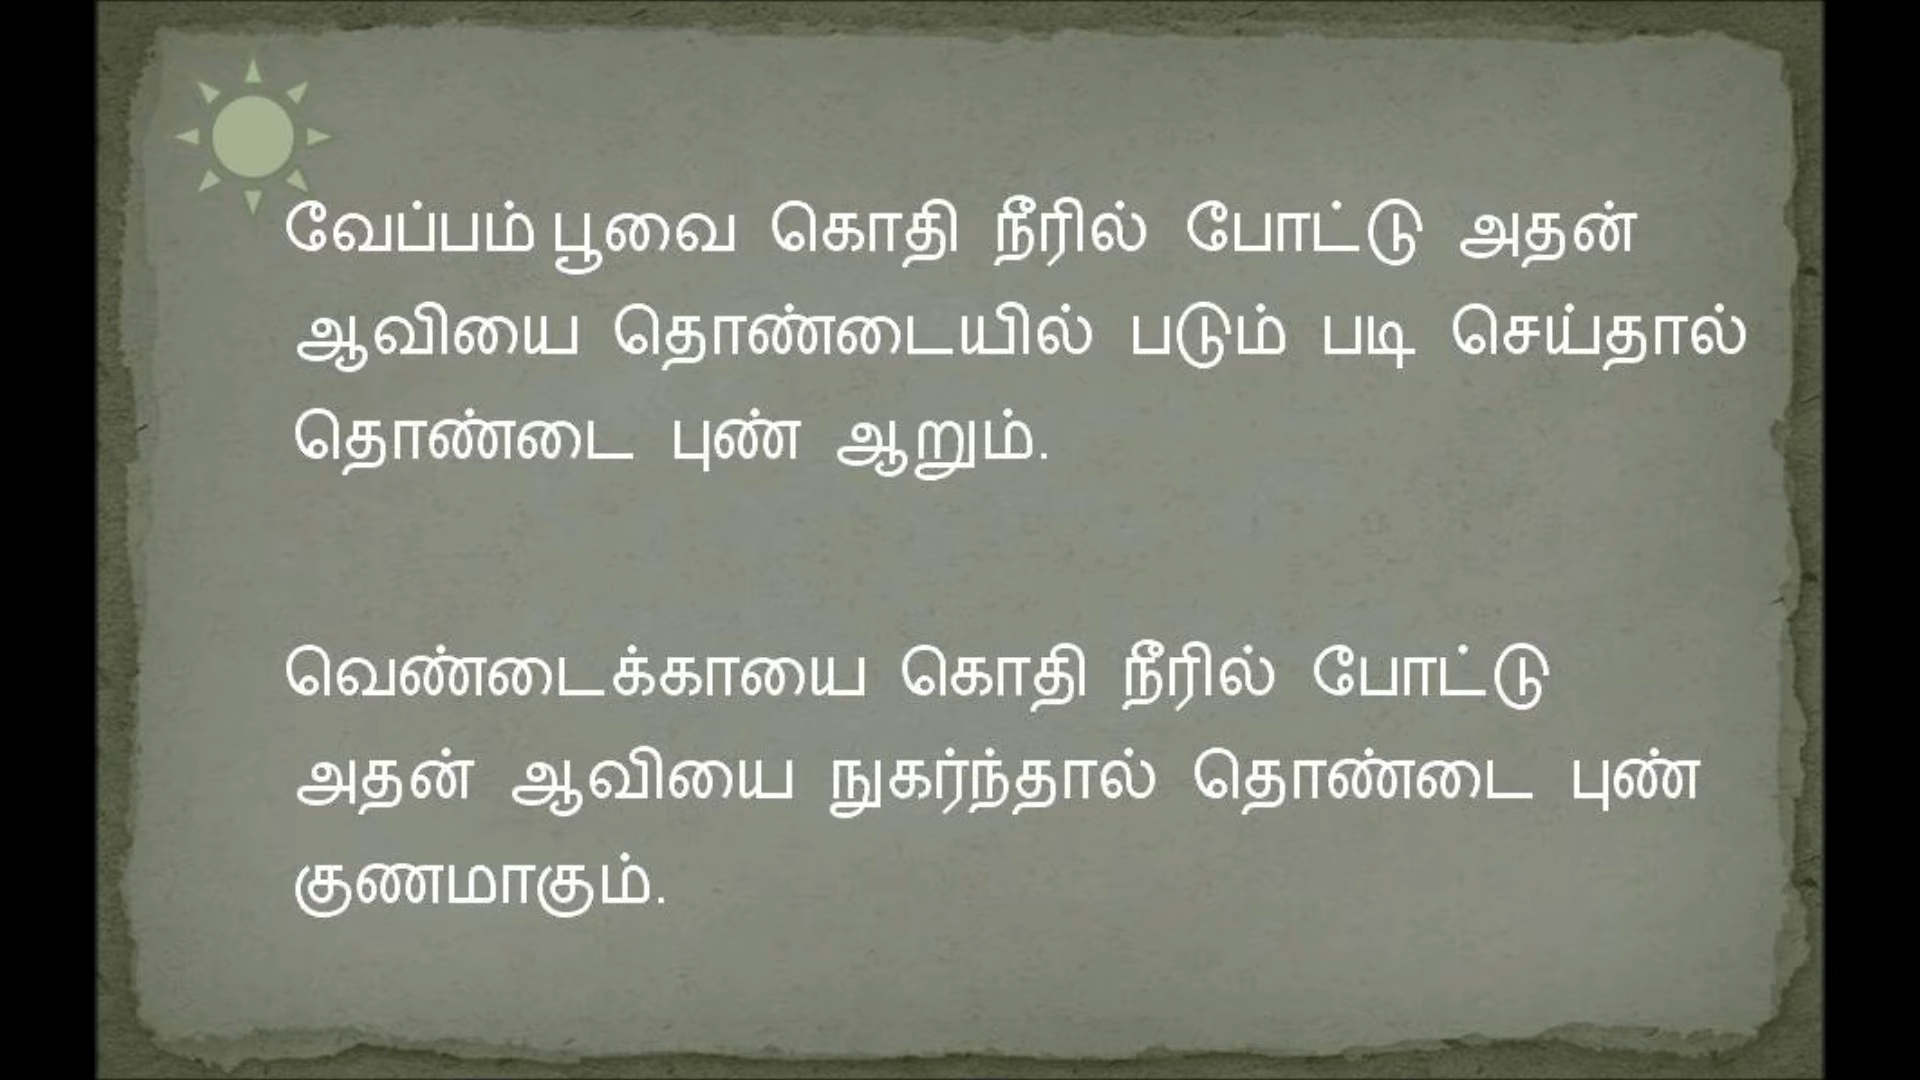 வேப்பம் பூவை கொதி நீரில் போட்டு அதன்
ஆவியை தொண்டையில் படும் படி செய்தால்
தொண்டை புண் ஆறும்.
வெண்டைக்காயை கொதி நீரில் போட்டு
அதன் ஆவியை நுகர்ந்தால் தொண்டை புண்
குணமாகும்.